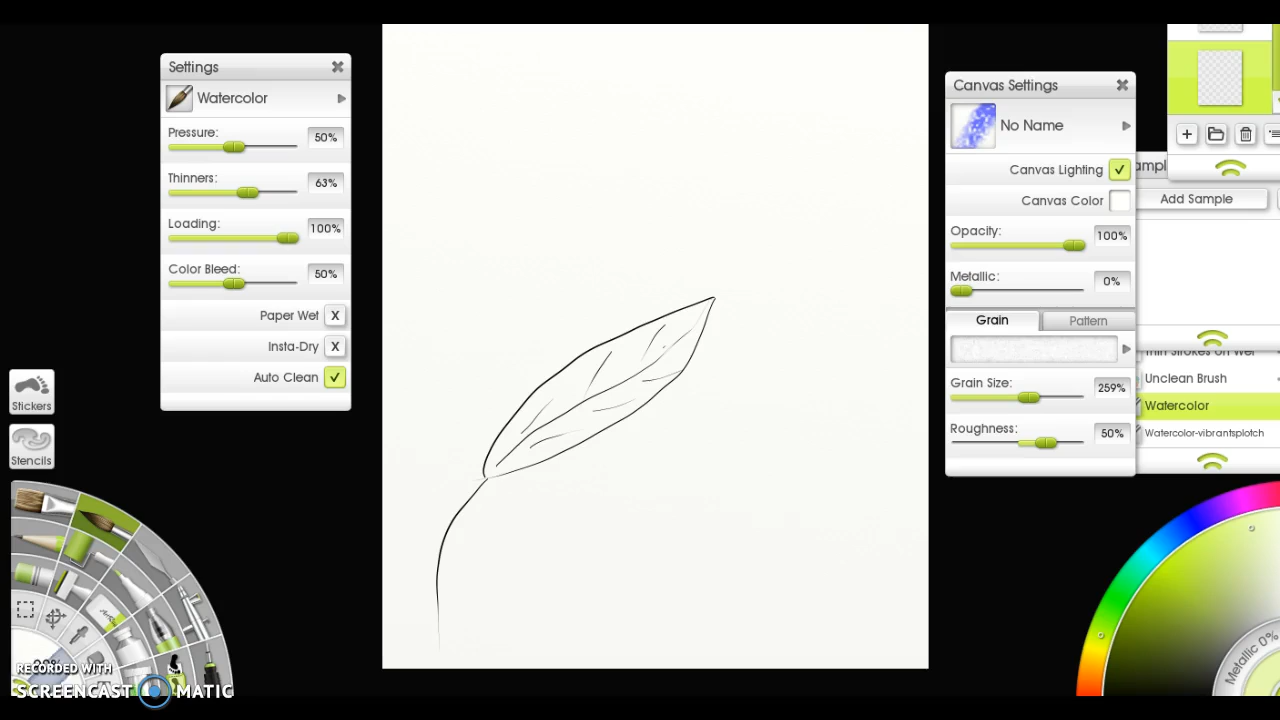 Settings
Watercolor
Pressure:
50%
Thinners:
63%
Loading:
100%
Color Bleed:
50%
Paper Wet
X
Insta-Dry
X
Auto Clean
Stickers
Stencils
RECORDED WITH
SCREENCAST MATIC
Canvas Settings
No Name
Canvas Lighting
Canvas Color
Opacity:
100%
Metallic:
0%
Grain
Pattern
Grain Size:
259%
Roughness:
50%
Add Sample
Unclean Brush
Watercolor
Watercolor-vibrantsplotch
Metallic 0%